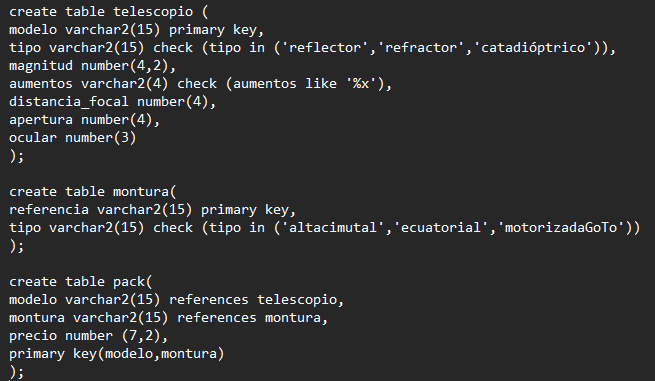 create table telescopio (
modelo varchar2(15) primary key,
tipo varchar2(15) check (tipo in ('reflector','refractor','catadióptrico')),
magnitud number(4,2),
aumentos varchar2(4) check (aumentos like '%x'),
distancia_focal number(4),
apertura number(4),
ocular number(3)
);

create table montura(
referencia varchar2(15) primary key,
tipo varchar2(15) check (tipo in ('altacimutal','ecuatorial','motorizadaGoTo'))
);

create table pack(
modelo varchar2(15) references telescopio,
montura varchar2(15) references montura,
precio number (7,2),
primary key(modelo,montura)
);